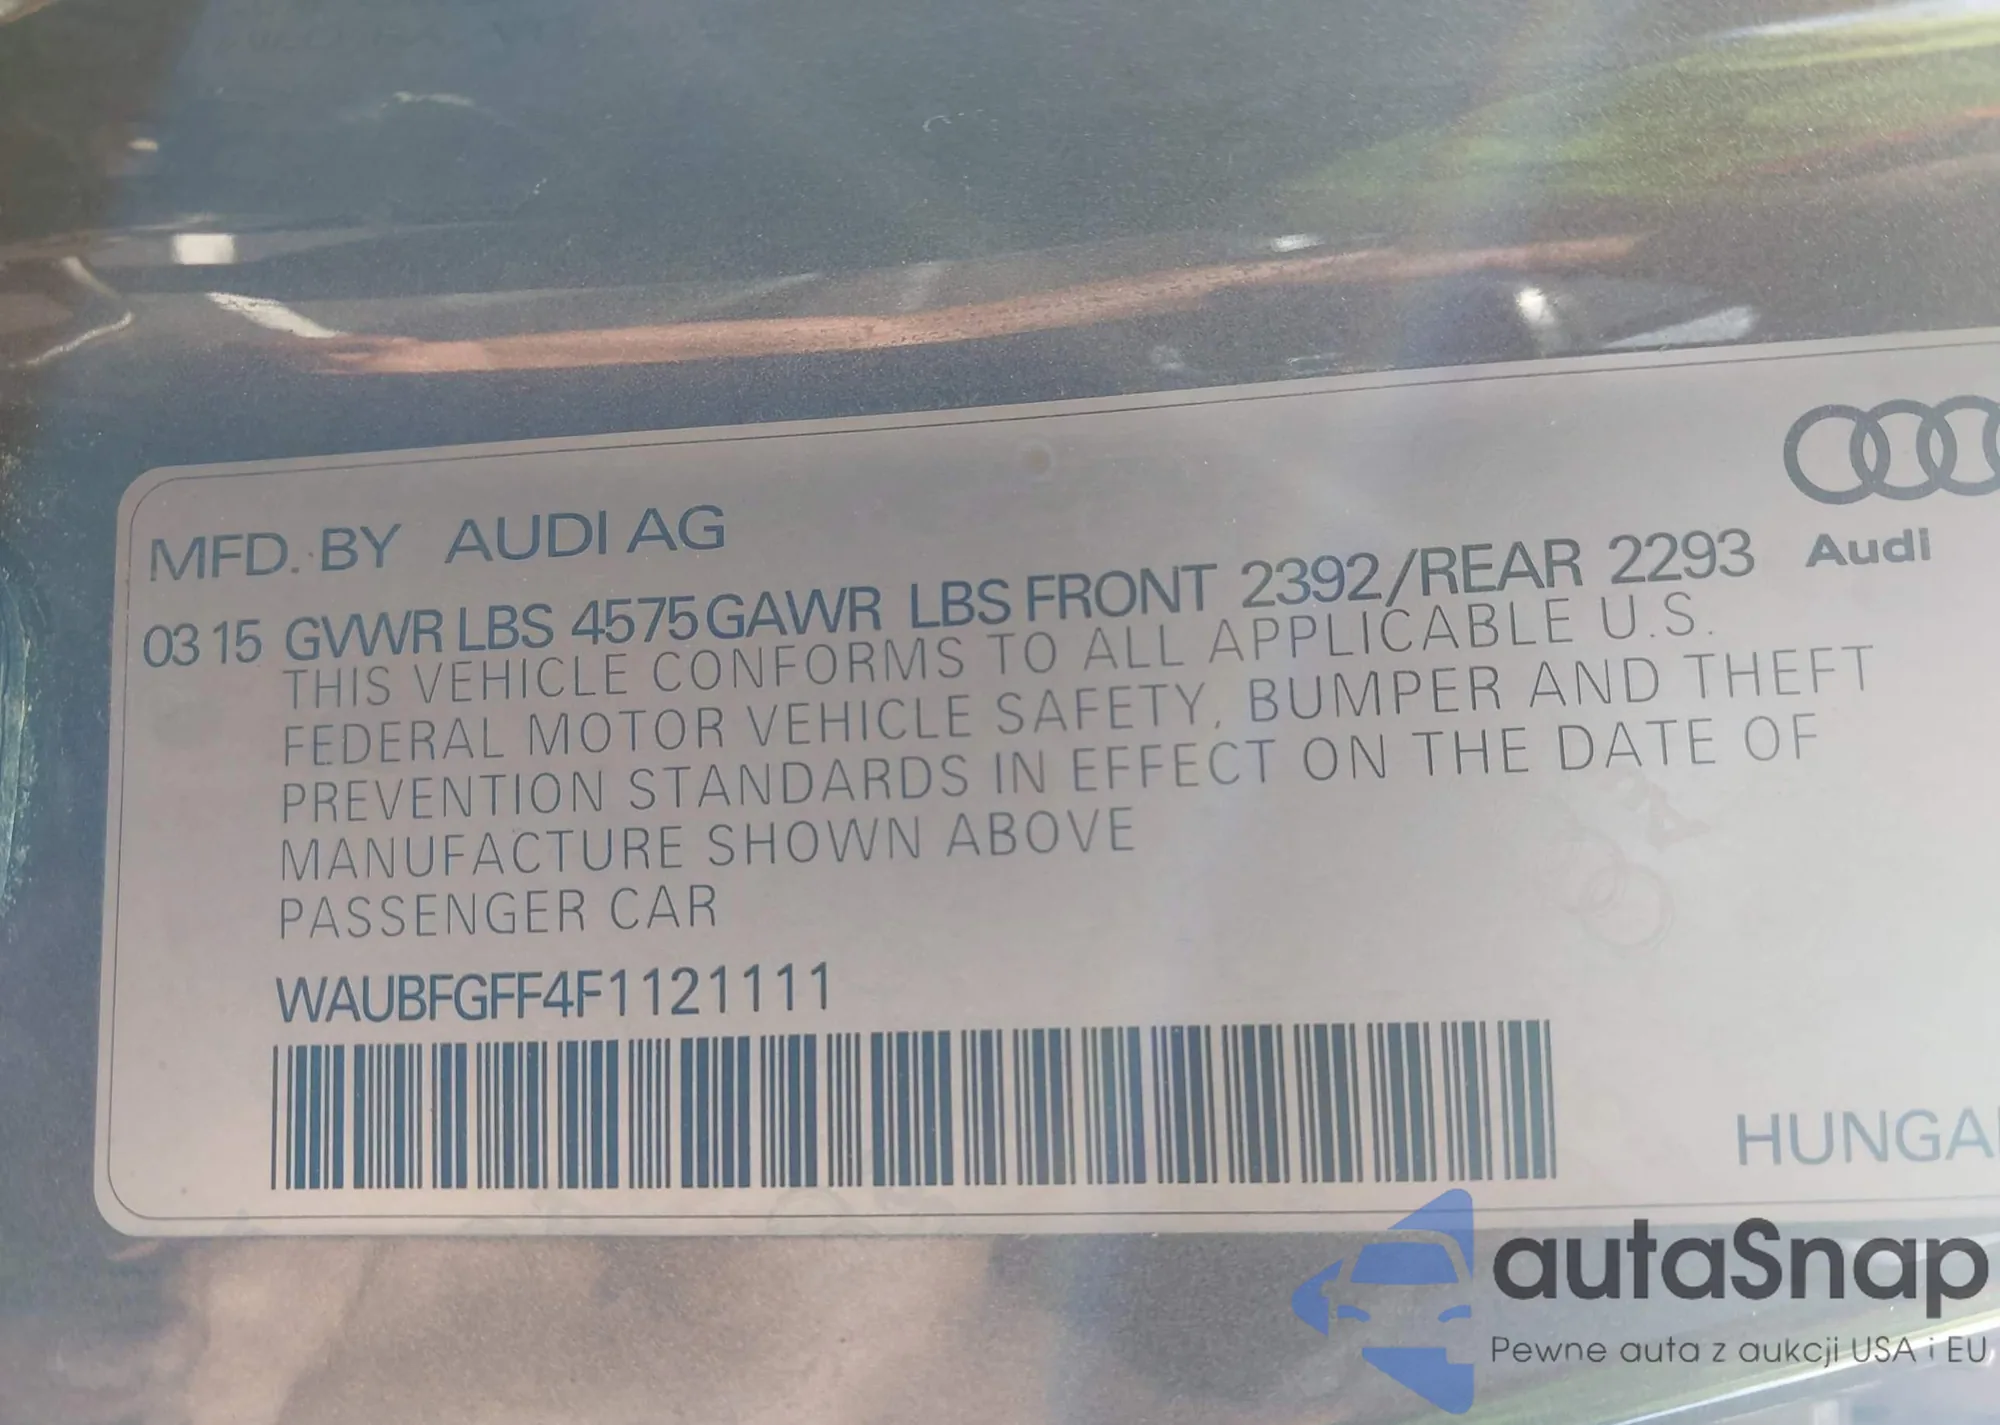 MFD. BY AUDI AG
Audi
03 15 GVWR LBS 4575 GAWR LBS FRONT 2392/REAR 2293
THIS VEHICLE CONFORMS TO ALL APPLICABLE U.S.
FEDERAL MOTOR VEHICLE SAFETY, BUMPER AND THEFT
PREVENTION STANDARDS IN EFFECT ON THE DATE OF
MANUFACTURE SHOWN ABOVE
PASSENGER CAR
WAUBFGFF4F1121111
HUNGA
autaSnap
Pewne auta z aukcji USA i EU